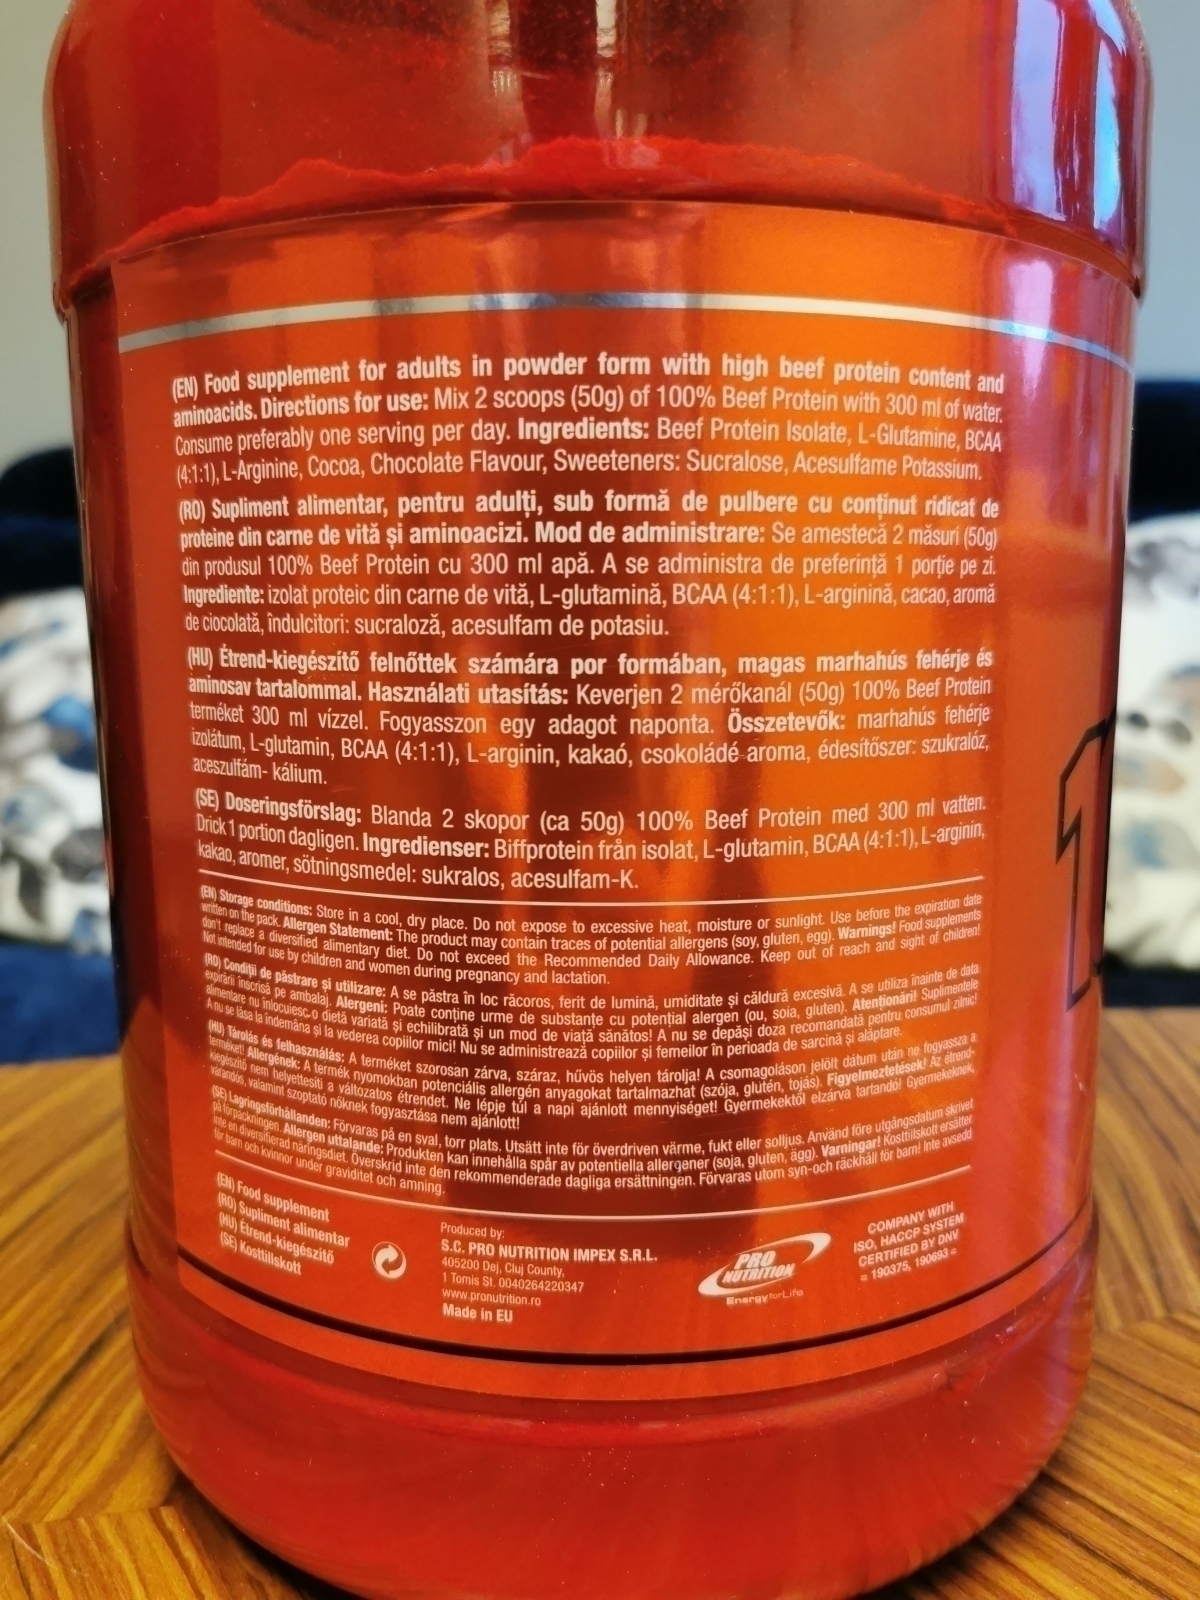 (EN) Food supplement for adults in powder form with high beef protein content and
aminoacids. Directions for use: Mix 2 scoops (50g) of 100% Beef Protein with 300 ml of water.
Consume preferably one serving per day. Ingredients: Beef Protein Isolate, L-Glutamine, BCAA
(4:1:1), L-Arginine, Cocoa, Chocolate Flavour, Sweeteners: Sucralose, Acesulfame Potassium.
(RO) Supliment alimentar, pentru adulți, sub formă de pulbere cu conținut ridicat de
proteine din carne de vită și aminoacizi. Mod de administrare: Se amestecă 2 măsuri (50g)
din produsul 100% Beef Protein cu 300 ml apă. A se administra de preferință 1 porție pe zi.
Ingrediente: izolat proteic din carne de vită, L-glutamină, BCAA (4:1:1), L-arginină, cacao, aromă
de ciocolată, îndulcitori: sucraloză, acesulfam de potasiu.
(HU) Étrend-kiegészítő felnőttek számára por formában, magas marhahús fehérje és
aminosav tartalommal. Használati utasítás: Keverjen 2 mérőkanál (50g) 100% Beef Protein
terméket 300 ml vízzel. Fogyasszon egy adagot naponta. Összetevők: marhahús fehérje
izolátum, L-glutamin, BCAA (4:1:1), L-arginin, kakaó, csokoládé aroma, édesítőszer: szukralóz,
aceszulfám- kálium.
(SE) Doseringsförslag: Blanda 2 skopor (ca 50g) 100% Beef Protein med 300 ml vatten.
Drick 1 portion dagligen. Ingredienser: Biffprotein från isolat, L-glutamin, BCAA (4:1:1), L-arginin,
kakao, aromer, sötningsmedel: sukralos, acesulfam-K.
(EN) Storage conditions: Store in a cool, dry place. Do not expose to excessive heat, moisture or sunlight. Use before the expiration date
written on the pack. Allergen Statement: The product may contain traces of potential allergens (soy, gluten, egg). Warnings! Food supplements
don't replace a diversified alimentary diet. Do not exceed the Recommended Daily Allowance. Keep out of reach and sight of children!
Not intended for use by children and women during pregnancy and lactation.
(RO) Condiții de păstrare și utilizare: A se păstra în loc răcoros, ferit de lumină, umiditate și căldură excesivă. A se utiliza înainte de data
expirării înscrisă pe ambalaj. Alergeni: Poate conține urme de substanțe cu potențial alergen (ou, soia, gluten). Atenționări! Suplimentele
alimentare nu înlocuiesc o dietă variată și echilibrată și un mod de viață sănătos! A nu se depăși doza recomandată pentru consumul zilnic!
A nu se lăsa la îndemâna și la vederea copiilor mici! Nu se administrează copiilor și femeilor în perioada de sarcină și alăptare.
(HU) Tárolás és felhasználás: A terméket szorosan zárva, száraz, hűvös helyen tárolja! A csomagoláson jelölt dátum után ne fogyassza a
terméket! Allergének: A termék nyomokban potenciális allergén anyagokat tartalmazhat (szója, glutén, tojás). Figyelmeztetések! Az étrend-
kiegészítő nem helyettesíti a változatos étrendet. Ne lépje túl a napi ajánlott mennyiséget! Gyermekektől elzárva tartandó! Gyermekeknek,
várandós, valamint szoptató nőknek fogyasztása nem ajánlott!
(SE) Lagringsförhållanden: Förvaras på en sval, torr plats. Utsätt inte för överdriven värme, fukt eller solljus. Använd före utgångsdatum skrivet
på förpackningen. Allergen uttalande: Produkten kan innehålla spår av potentiella allergener (soja, gluten, ägg). Varningar! Kosttillskott ersätter
inte en diversifierad näringsdiet. Överskrid inte den rekommenderade dagliga ersättningen. Förvaras utom syn-och räckhåll för barn! Inte avsedd
för barn och kvinnor under graviditet och amning.
(EN) Food supplement
(RO) Supliment alimentar
(HU) Étrend-kiegészítő
(SE) Kosttillskott
Produced by:
S.C. PRO NUTRITION IMPEX S.R.L.
405200 Dej, Cluj County,
1 Tomis St. 0040264220347
www.pronutrition.ro
Made in EU
PRO
NUTRITION
Energy for Life
COMPANY WITH
ISO, HACCP SYSTEM
CERTIFIED BY DNV
= 190375, 190693 =
1